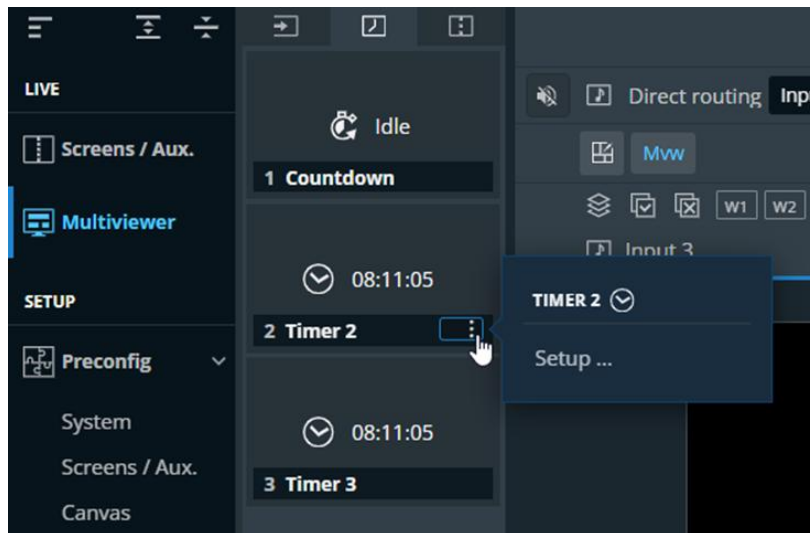 LIVE
Screens / Aux.
Multiviewer
SETUP
Preconfig
System
Screens / Aux.
Canvas
Idle
1 Countdown
08:11:05
2 Timer 2
08:11:05
3 Timer 3
Direct routing Inp
Mvw
W1 W2
Input 3
TIMER 2
Setup ...